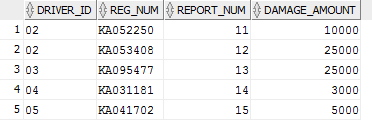 DRIVER_ID REG_NUM REPORT_NUM DAMAGE_AMOUNT
1 02 KA052250 11 10000
2 02 KA053408 12 25000
3 03 KA095477 13 25000
4 04 KA031181 14 3000
5 05 KA041702 15 5000